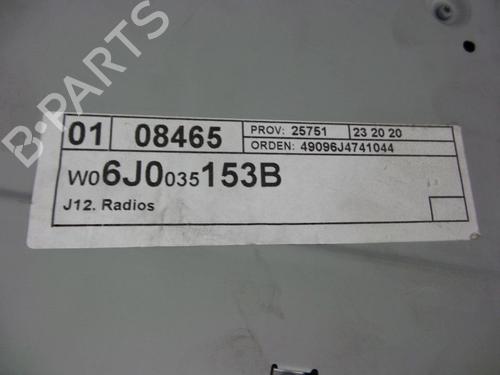 B-PARTS
01 08465 PROV: 25751 23 20 20
ORDEN: 49096J4741044
W06J0035153B
J12. Radios